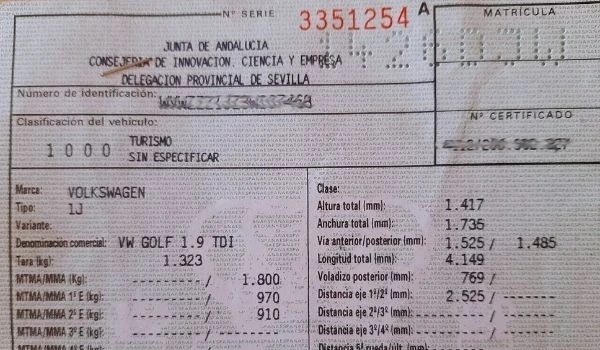 Nº SERIE 3351254 A MATRÍCULA
JUNTA DE ANDALUCIA
CONSEJERIA DE INNOVACION, CIENCIA Y EMPRESA
DELEGACION PROVINCIAL DE SEVILLA
Número de identificación:
Clasificación del vehículo: Nº CERTIFICADO
1000 TURISMO
SIN ESPECIFICAR
Marca: VOLKSWAGEN
Tipo: 1J
Variante:
Denominación comercial: VW GOLF 1.9 TDI
Tara (kg): 1.323
MTMA/MMA (Kg): --------/ 1.800
MTMA/MMA 1º E (kg): --------/ 970
MTMA/MMA 2º E (kg): --------/ 910
MTMA/MMA 3º E (kg): --------/ --------
Clase:
Altura total (mm): 1.417
Anchura total (mm): 1.735
Via anterior/posterior (mm): 1.525 / 1.485
Longitud total (mm): 4.149
Voladizo posterior (mm): 769 /
Distancia eje 1º/2º (mm): 2.525 / --------
Distancia eje 2º/3º (mm): --------/ --------
Distancia eje 3º/4º (mm): --------/ --------